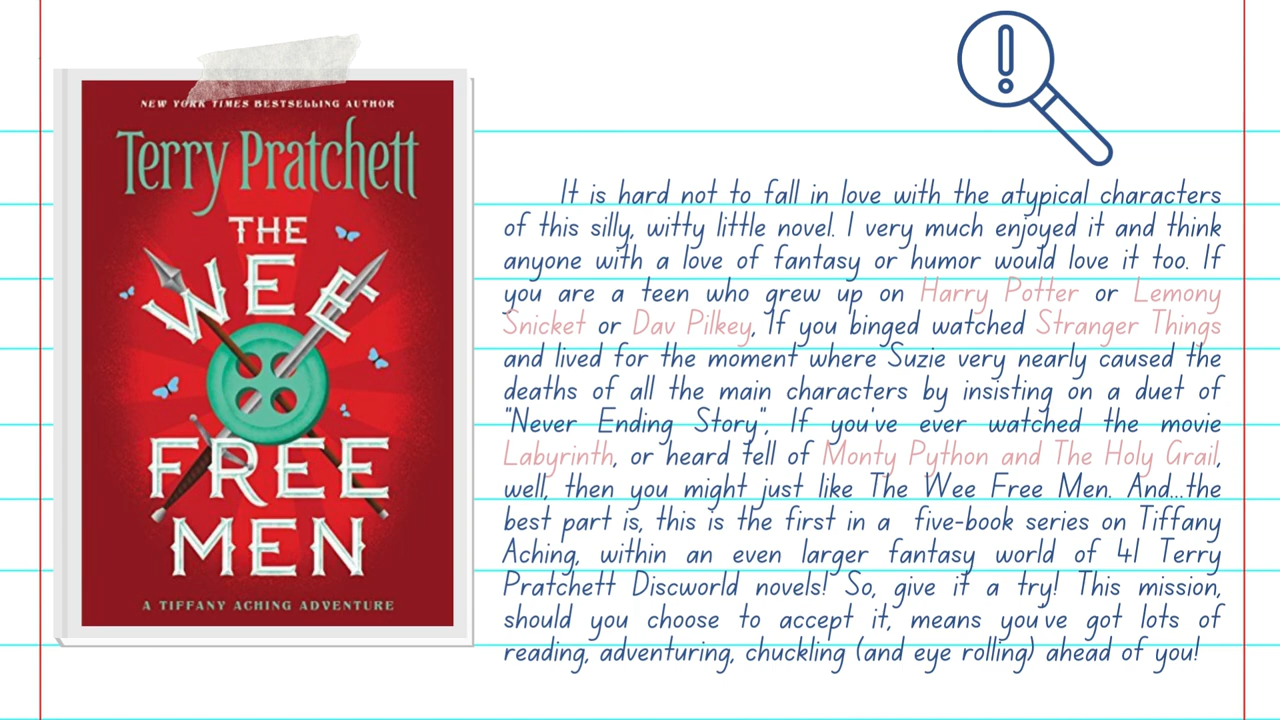 NEW YORK TIMES BESTSELLING AUTHOR
Terry Pratchett
THE
WEE
FREE
MEN
A TIFFANY ACHING ADVENTURE
It is hard not to fall in love with the atypical characters
of this silly, witty little novel. I very much enjoyed it and think
anyone with a love of fantasy or humor would love it too. If
you are a teen who grew up on Harry Potter or Lemony
Snicket or Dav Pilkey, If you binged watched Stranger Things
and lived for the moment where Suzie very nearly caused the
deaths of all the main characters by insisting on a duet of
"Never Ending Story", If you've ever watched the movie
Labyrinth, or heard tell of Monty Python and The Holy Grail,
well, then you might just like The Wee Free Men. And...the
best part is, this is the first in a five-book series on Tiffany
Aching, within an even larger fantasy world of 41 Terry
Pratchett Discworld novels! So, give it a try! This mission,
should you choose to accept it, means you've got lots of
reading, adventuring, chuckling (and eye rolling) ahead of you!